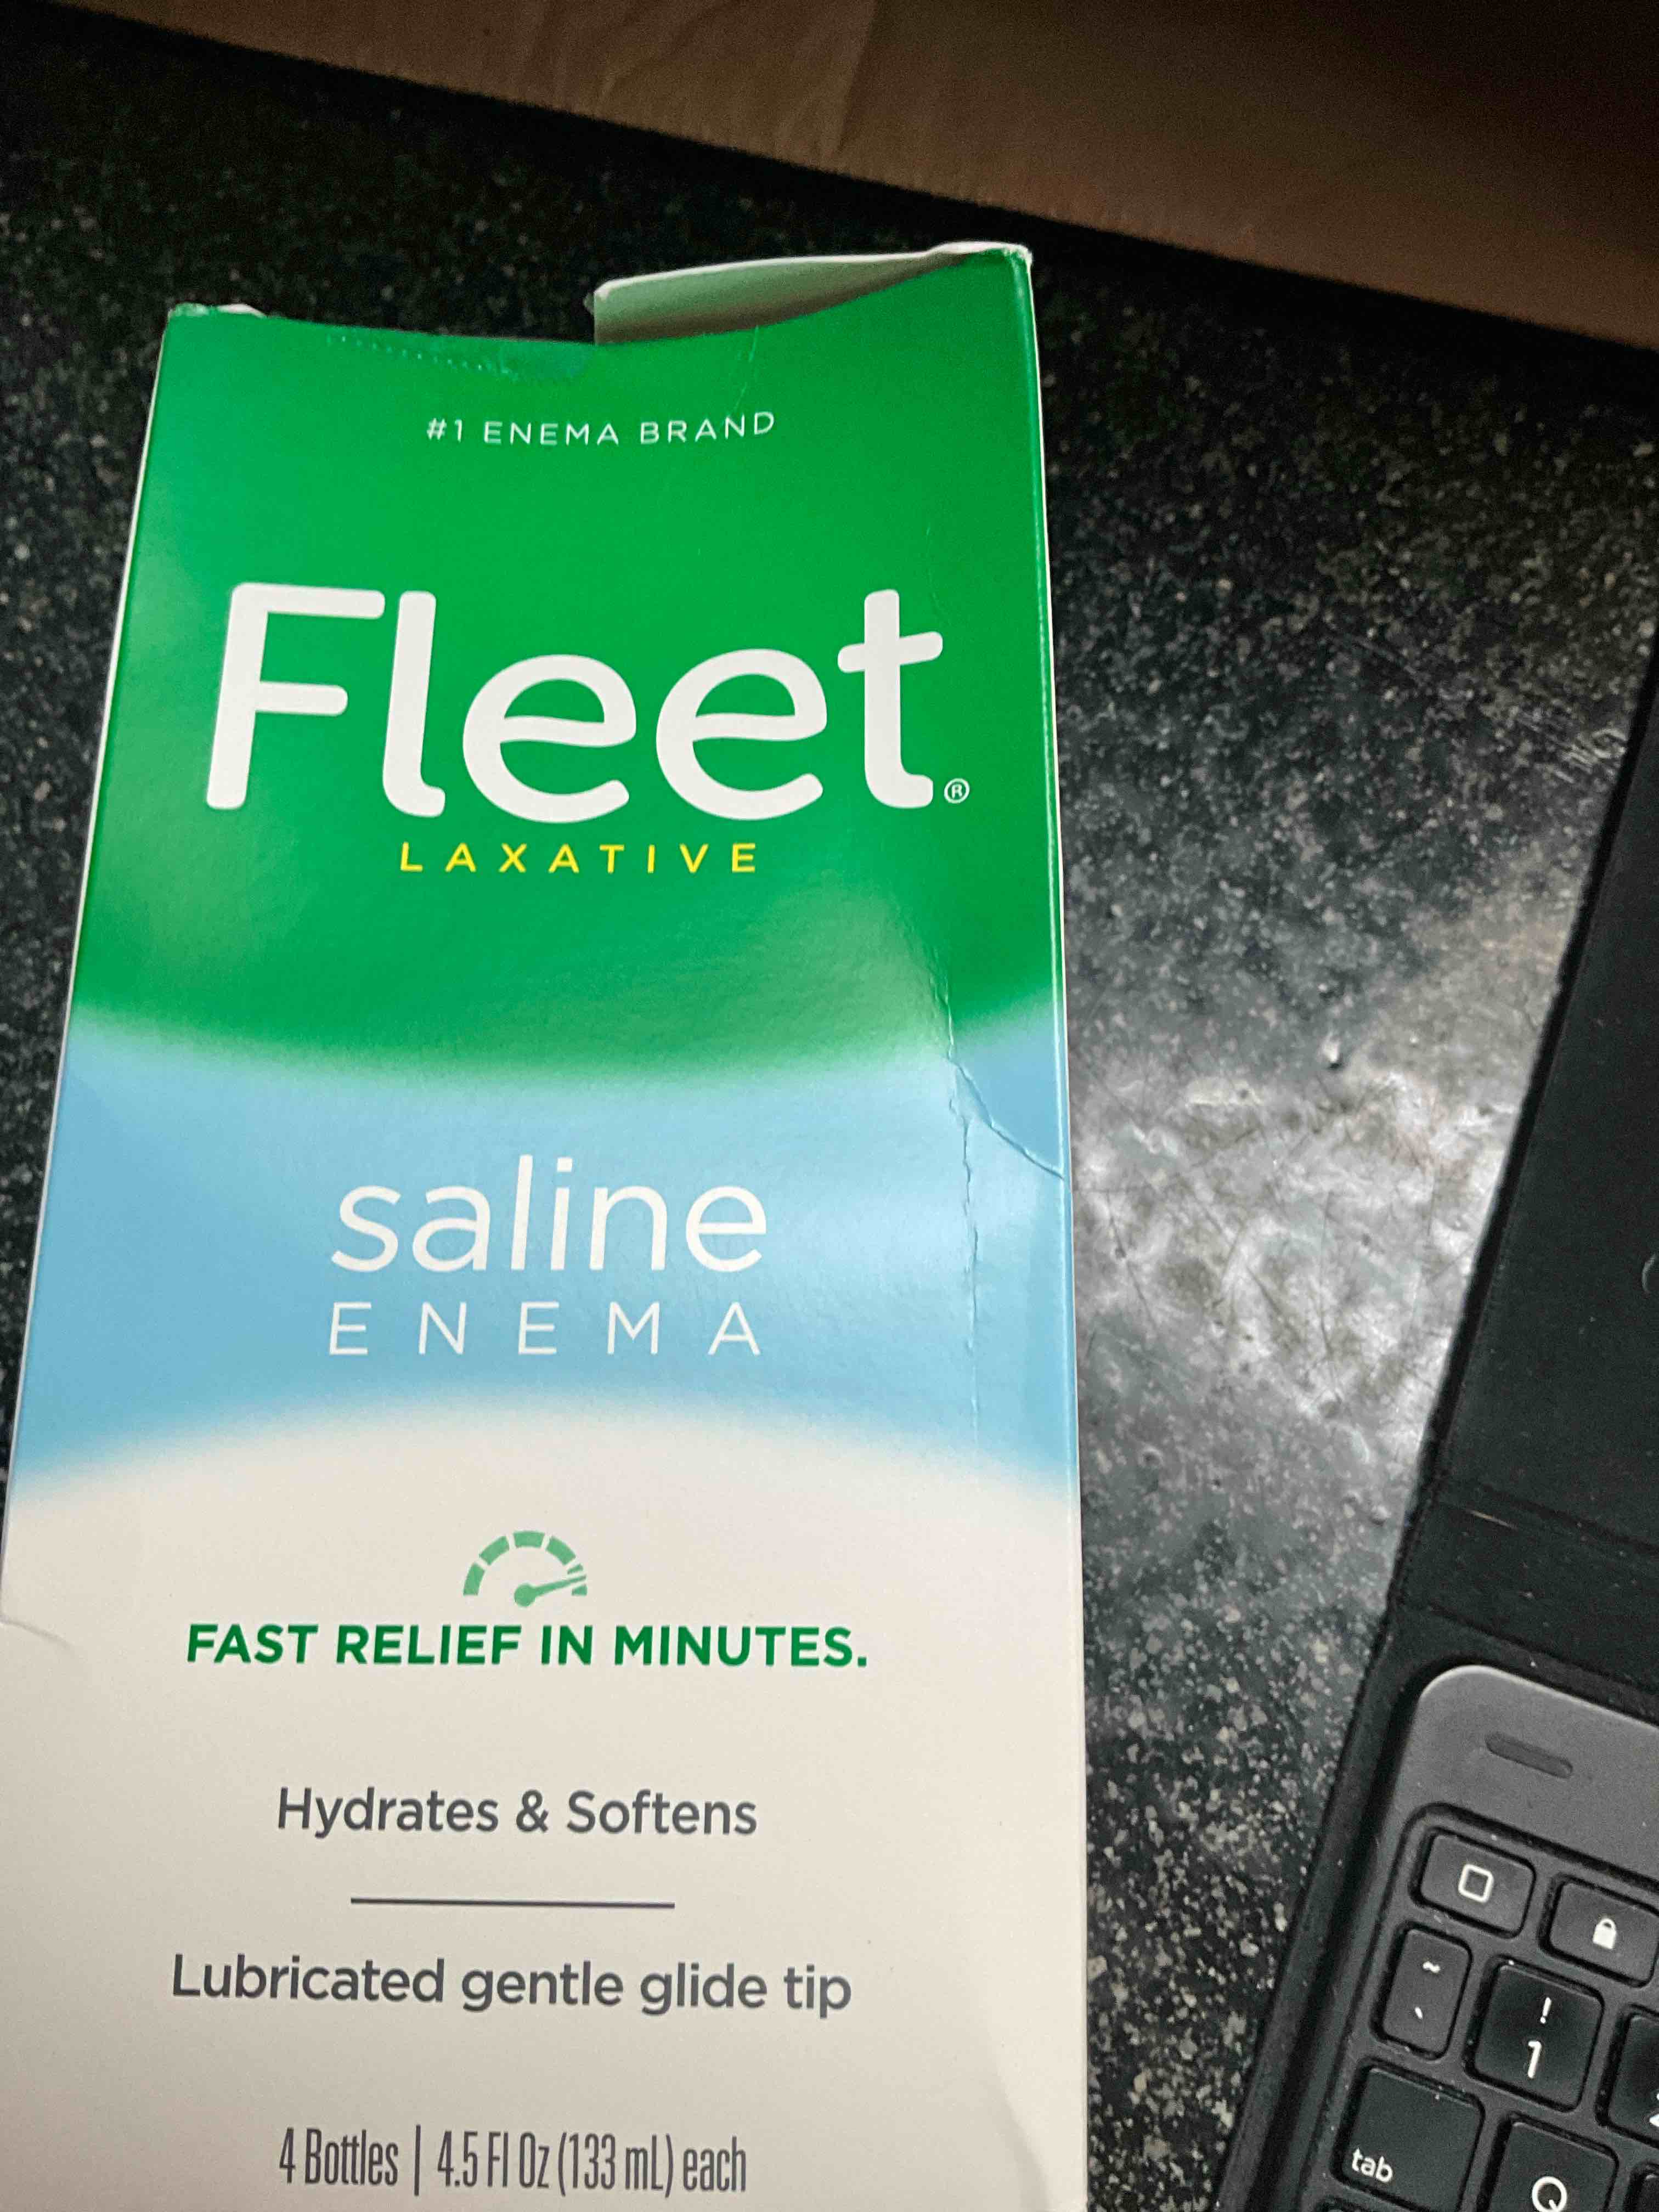 #1 ENEMA BRAND
Fleet®
LAXATIVE
saline
ENEMA
FAST RELIEF IN MINUTES.
Hydrates & Softens
Lubricated gentle glide tip
4 Bottles | 4.5 Fl Oz (133 mL) each
~
`
!
1
tab
Q